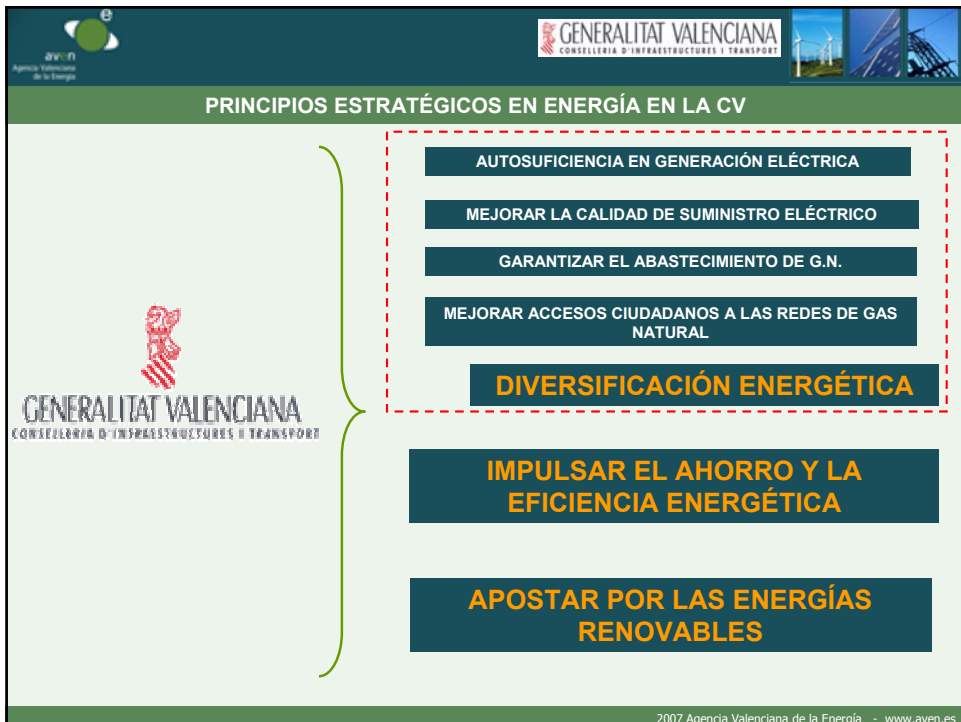 e
aven
Agencia Valenciana
de la Energía
GENERALITAT VALENCIANA
CONSELLERIA D'INFRAESTRUCTURES I TRANSPORT
PRINCIPIOS ESTRATÉGICOS EN ENERGÍA EN LA CV
AUTOSUFICIENCIA EN GENERACIÓN ELÉCTRICA
MEJORAR LA CALIDAD DE SUMINISTRO ELÉCTRICO
GARANTIZAR EL ABASTECIMIENTO DE G.N.
MEJORAR ACCESOS CIUDADANOS A LAS REDES DE GAS
NATURAL
DIVERSIFICACIÓN ENERGÉTICA
GENERALITAT VALENCIANA
CONSELLERIA D'INFRAESTRUCTURES I TRANSPORT
IMPULSAR EL AHORRO Y LA
EFICIENCIA ENERGÉTICA
APOSTAR POR LAS ENERGÍAS
RENOVABLES
2007 Agencia Valenciana de la Energía - www.aven.es